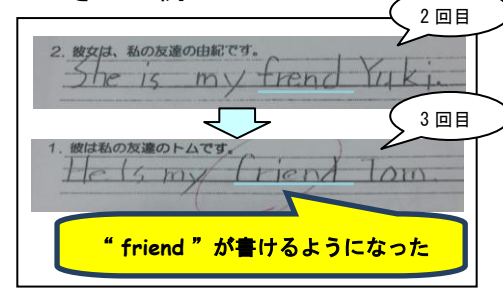 2回目
2. 彼女は、私の友達の由紀です。
She is my frend Yuki.
3回目
1. 彼は私の友達のトムです。
He is my friend Tom.
“ friend ”が書けるようになった